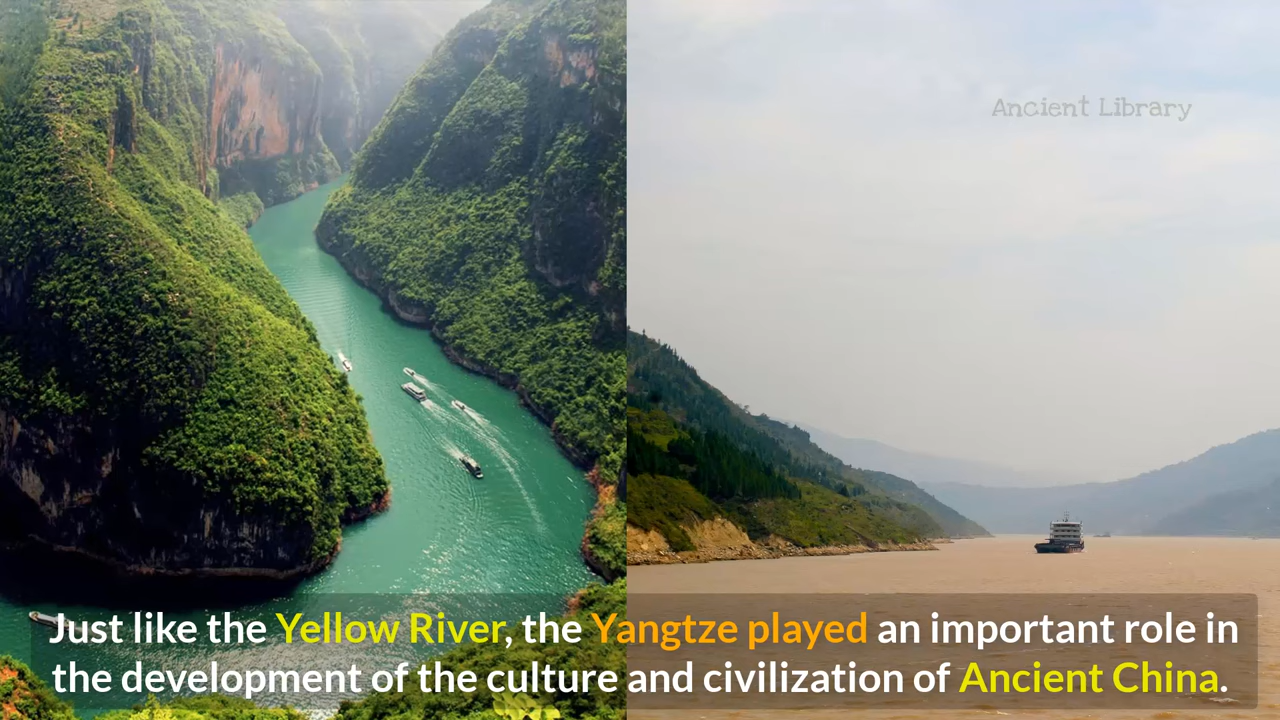 Ancient Library
Just like the Yellow River, the Yangtze played an important role in
the development of the culture and civilization of Ancient China.